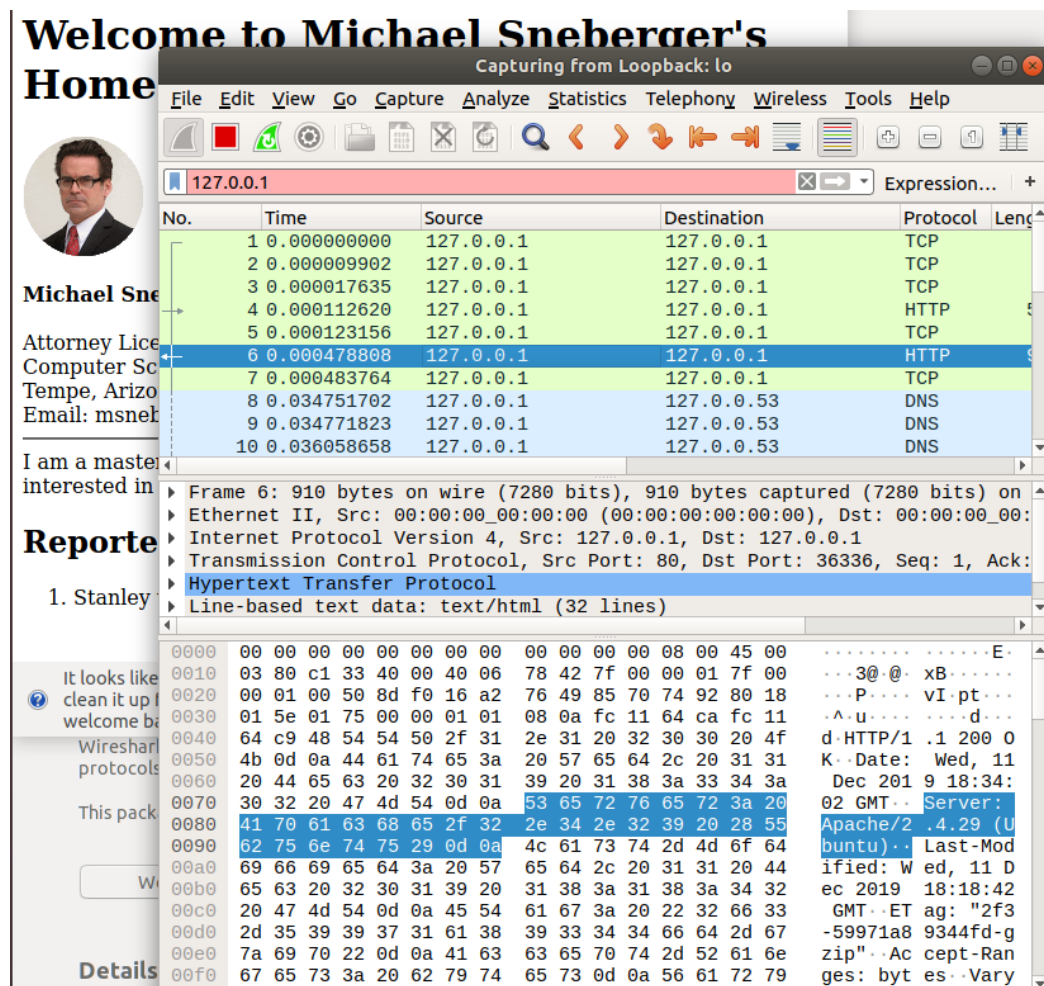 Welcome to Michael Sneberger's
Home
Michael Sne
Attorney Lice
Computer Sc
Tempe, Arizo
Email: msneb
I am a master
interested in
Reporte
1. Stanley
It looks like
clean it up f
welcome ba
Wireshar
protocols
This pack
We
Details
Capturing from Loopback: lo
File Edit View Go Capture Analyze Statistics Telephony Wireless Tools Help
127.0.0.1 Expression... +
No. Time Source Destination Protocol Leng
1 0.000000000 127.0.0.1 127.0.0.1 TCP
2 0.000009902 127.0.0.1 127.0.0.1 TCP
3 0.000017635 127.0.0.1 127.0.0.1 TCP
4 0.000112620 127.0.0.1 127.0.0.1 HTTP 5
5 0.000123156 127.0.0.1 127.0.0.1 TCP
6 0.000478808 127.0.0.1 127.0.0.1 HTTP 9
7 0.000483764 127.0.0.1 127.0.0.1 TCP
8 0.034751702 127.0.0.1 127.0.0.53 DNS
9 0.034771823 127.0.0.1 127.0.0.53 DNS
10 0.036058658 127.0.0.1 127.0.0.53 DNS
Frame 6: 910 bytes on wire (7280 bits), 910 bytes captured (7280 bits) on
Ethernet II, Src: 00:00:00_00:00:00 (00:00:00:00:00:00), Dst: 00:00:00_00:
Internet Protocol Version 4, Src: 127.0.0.1, Dst: 127.0.0.1
Transmission Control Protocol, Src Port: 80, Dst Port: 36336, Seq: 1, Ack:
Hypertext Transfer Protocol
Line-based text data: text/html (32 lines)
0000 00 00 00 00 00 00 00 00 00 00 00 00 08 00 45 00 ········ ······E·
0010 03 80 c1 33 40 00 40 06 78 42 7f 00 00 01 7f 00 ···3@·@· xB······
0020 00 01 00 50 8d f0 16 a2 76 49 85 70 74 92 80 18 ···P···· vI·pt···
0030 01 5e 01 75 00 00 01 01 08 0a fc 11 64 ca fc 11 ·^·u···· ····d···
0040 64 c9 48 54 54 50 2f 31 2e 31 20 32 30 30 20 4f d·HTTP/1 .1 200 O
0050 4b 0d 0a 44 61 74 65 3a 20 57 65 64 2c 20 31 31 K··Date: Wed, 11
0060 20 44 65 63 20 32 30 31 39 20 31 38 3a 33 34 3a Dec 201 9 18:34:
0070 30 32 20 47 4d 54 0d 0a 53 65 72 76 65 72 3a 20 02 GMT·· Server:
0080 41 70 61 63 68 65 2f 32 2e 34 2e 32 39 20 28 55 Apache/2 .4.29 (U
0090 62 75 6e 74 75 29 0d 0a 4c 61 73 74 2d 4d 6f 64 buntu)·· Last-Mod
00a0 69 66 69 65 64 3a 20 57 65 64 2c 20 31 31 20 44 ified: W ed, 11 D
00b0 65 63 20 32 30 31 39 20 31 38 3a 31 38 3a 34 32 ec 2019 18:18:42
00c0 20 47 4d 54 0d 0a 45 54 61 67 3a 20 22 32 66 33 GMT··ET ag: "2f3
00d0 2d 35 39 39 37 31 61 38 39 33 34 34 66 64 2d 67 -59971a8 9344fd-g
00e0 7a 69 70 22 0d 0a 41 63 63 65 70 74 2d 52 61 6e zip"··Ac cept-Ran
00f0 67 65 73 3a 20 62 79 74 65 73 0d 0a 56 61 72 79 ges: byt es··Vary